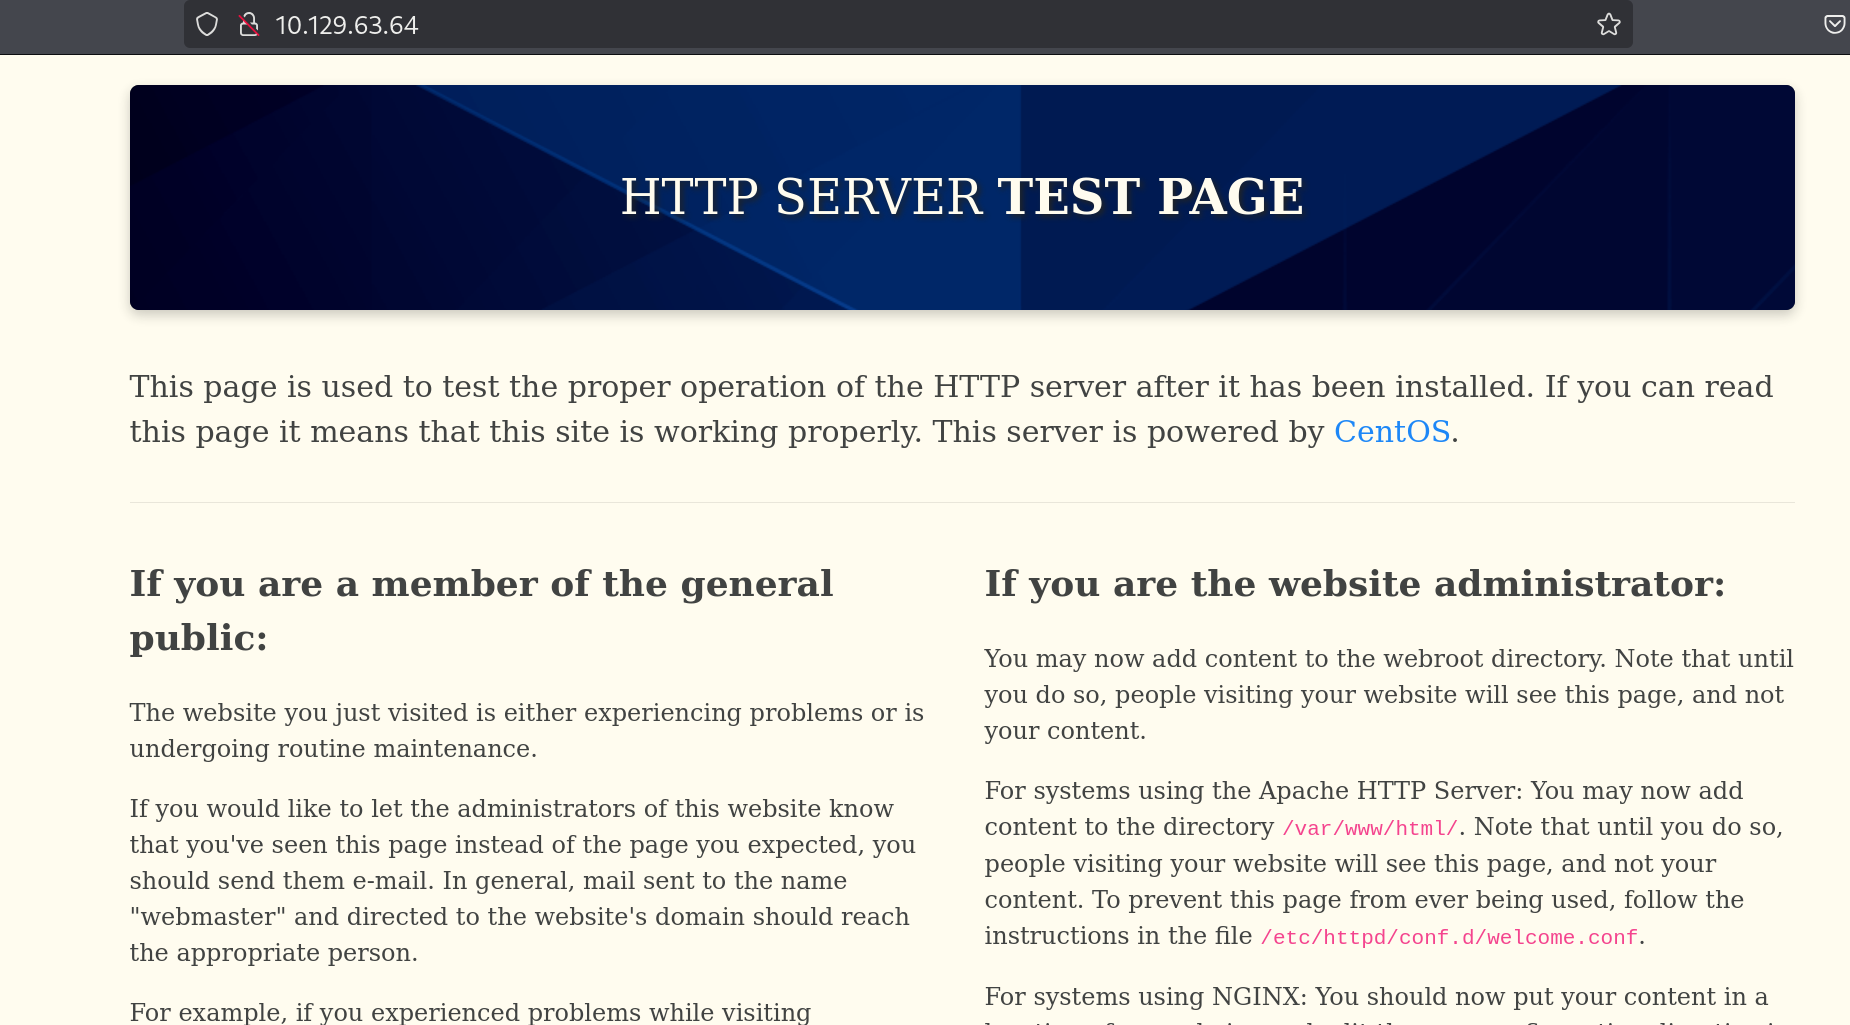 10.129.63.64
HTTP SERVER TEST PAGE
This page is used to test the proper operation of the HTTP server after it has been installed. If you can read
this page it means that this site is working properly. This server is powered by CentOS.
If you are a member of the general
public:
The website you just visited is either experiencing problems or is
undergoing routine maintenance.
If you would like to let the administrators of this website know
that you've seen this page instead of the page you expected, you
should send them e-mail. In general, mail sent to the name
"webmaster" and directed to the website's domain should reach
the appropriate person.
For example, if you experienced problems while visiting
If you are the website administrator:
You may now add content to the webroot directory. Note that until
you do so, people visiting your website will see this page, and not
your content.
For systems using the Apache HTTP Server: You may now add
content to the directory /var/www/html/. Note that until you do so,
people visiting your website will see this page, and not your
content. To prevent this page from ever being used, follow the
instructions in the file /etc/httpd/conf.d/welcome.conf.
For systems using NGINX: You should now put your content in a